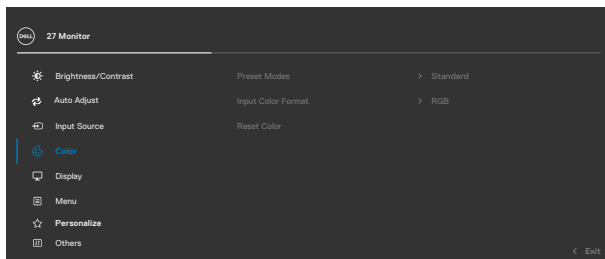 DELL 27 Monitor
Brightness/Contrast Preset Modes > Standard
Auto Adjust Input Color Format > RGB
Input Source Reset Color
Color
Display
Menu
Personalize
Others
< Exit